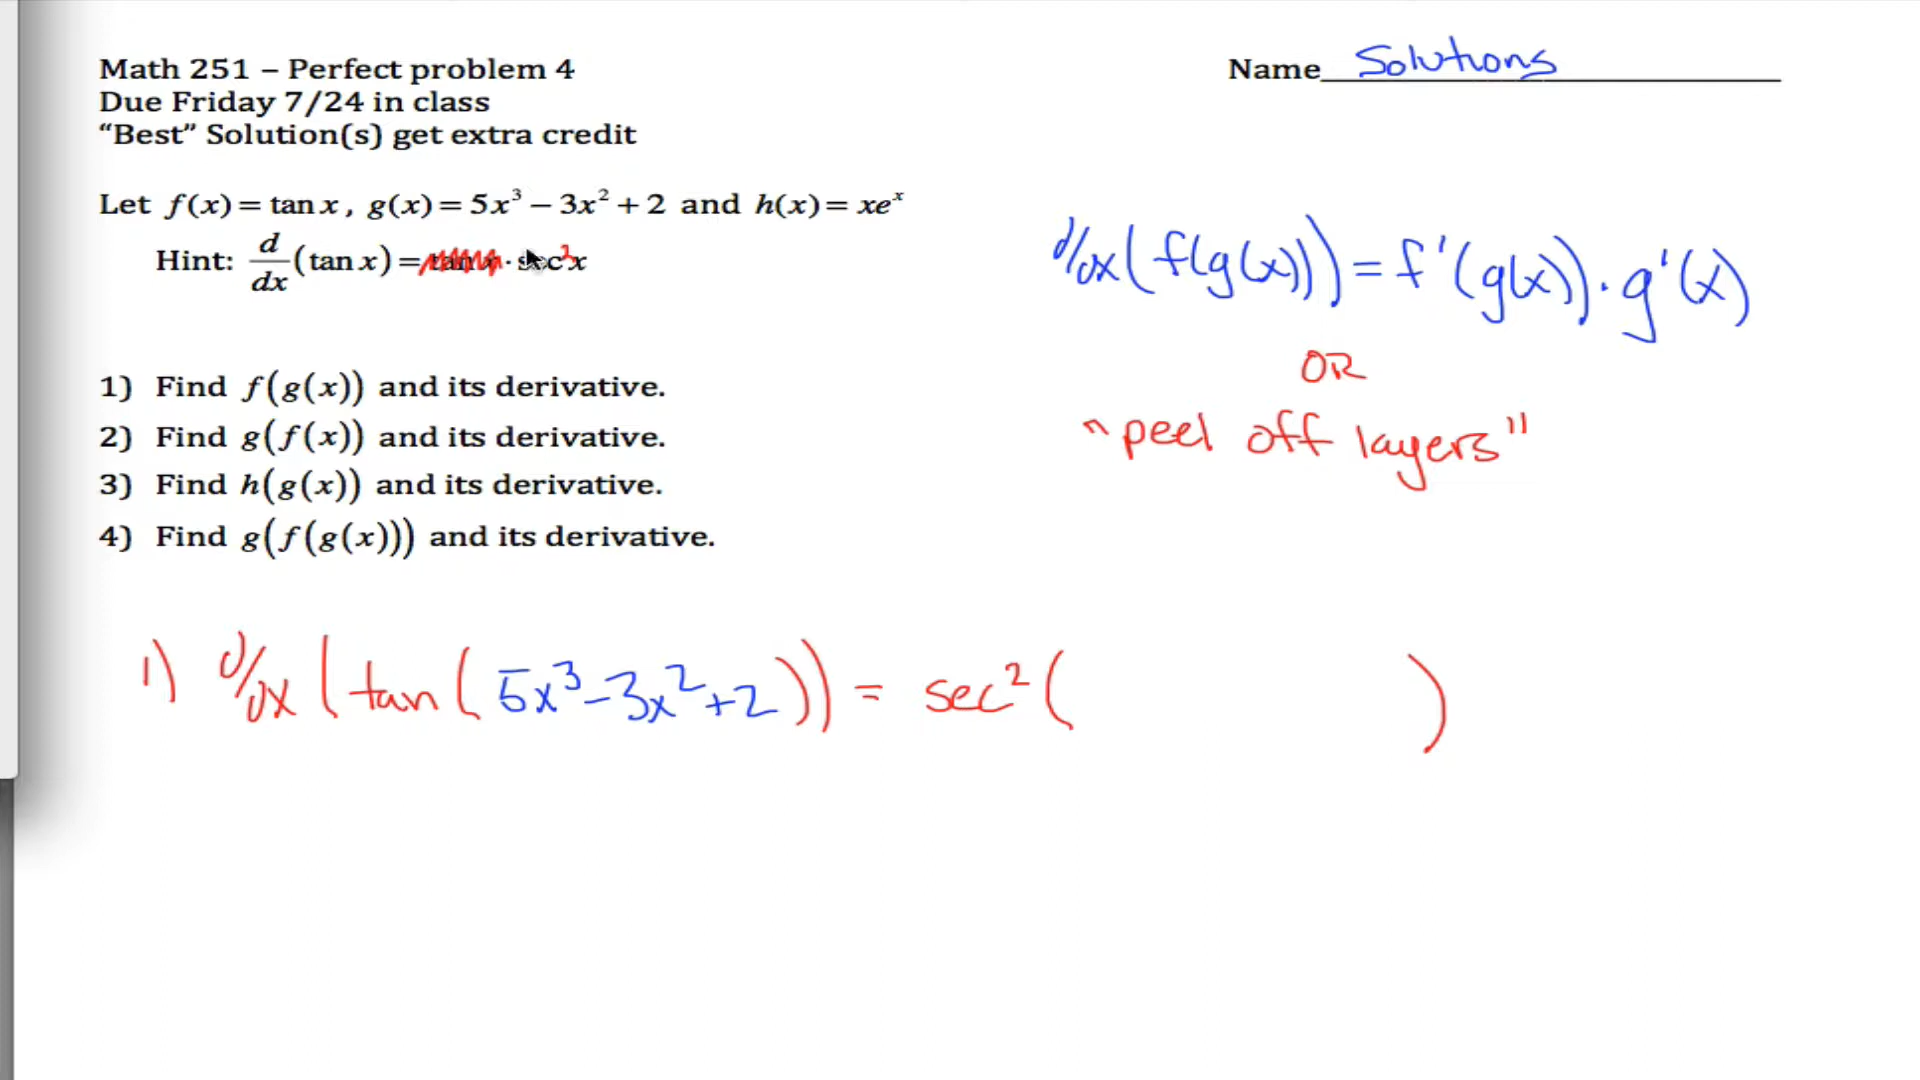 Math 251 – Perfect problem 4
Name Solutions
Due Friday 7/24 in class
“Best” Solution(s) get extra credit
Let f(x) = tan x, g(x) = 5x³ − 3x² + 2 and h(x) = xeˣ
Hint: d/dx (tan x) = tan x · sec²x
d/dx(f(g(x))) = f'(g(x)) · g'(x)
OR
"peel off layers"
1) Find f(g(x)) and its derivative.
2) Find g(f(x)) and its derivative.
3) Find h(g(x)) and its derivative.
4) Find g(f(g(x))) and its derivative.
1) d/dx (tan(5x³−3x²+2)) = sec²( )